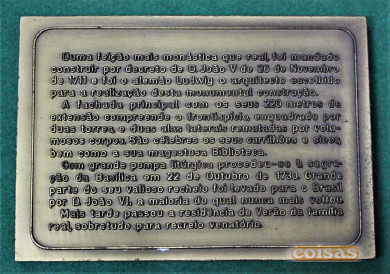 Duma feição mais monástica que real, foi mandado
construir por decreto de D. João V de 26 de Novembro
de 1711 e foi o alemão Ludwig o arquitecto escolhido
para a realização desta monumental construção.
A fachada principal com os seus 220 metros de
extensão compreende o frontispício, enquadrado por
duas torres, e duas alas laterais rematadas por volu-
mosos corpos. São célebres os seus carrilhões e sinos,
bem como a sua magestosa Biblioteca.
Com grande pompa litúrgica procedeu-se à sagra-
ção da Basílica em 22 de Outubro de 1730. Grande
parte do seu valioso recheio foi levado para o Brasil
por D. João VI, a maioria do qual nunca mais voltou.
Mais tarde passou a residência de Verão da família
real, sobretudo para recreio venatório.
coisas